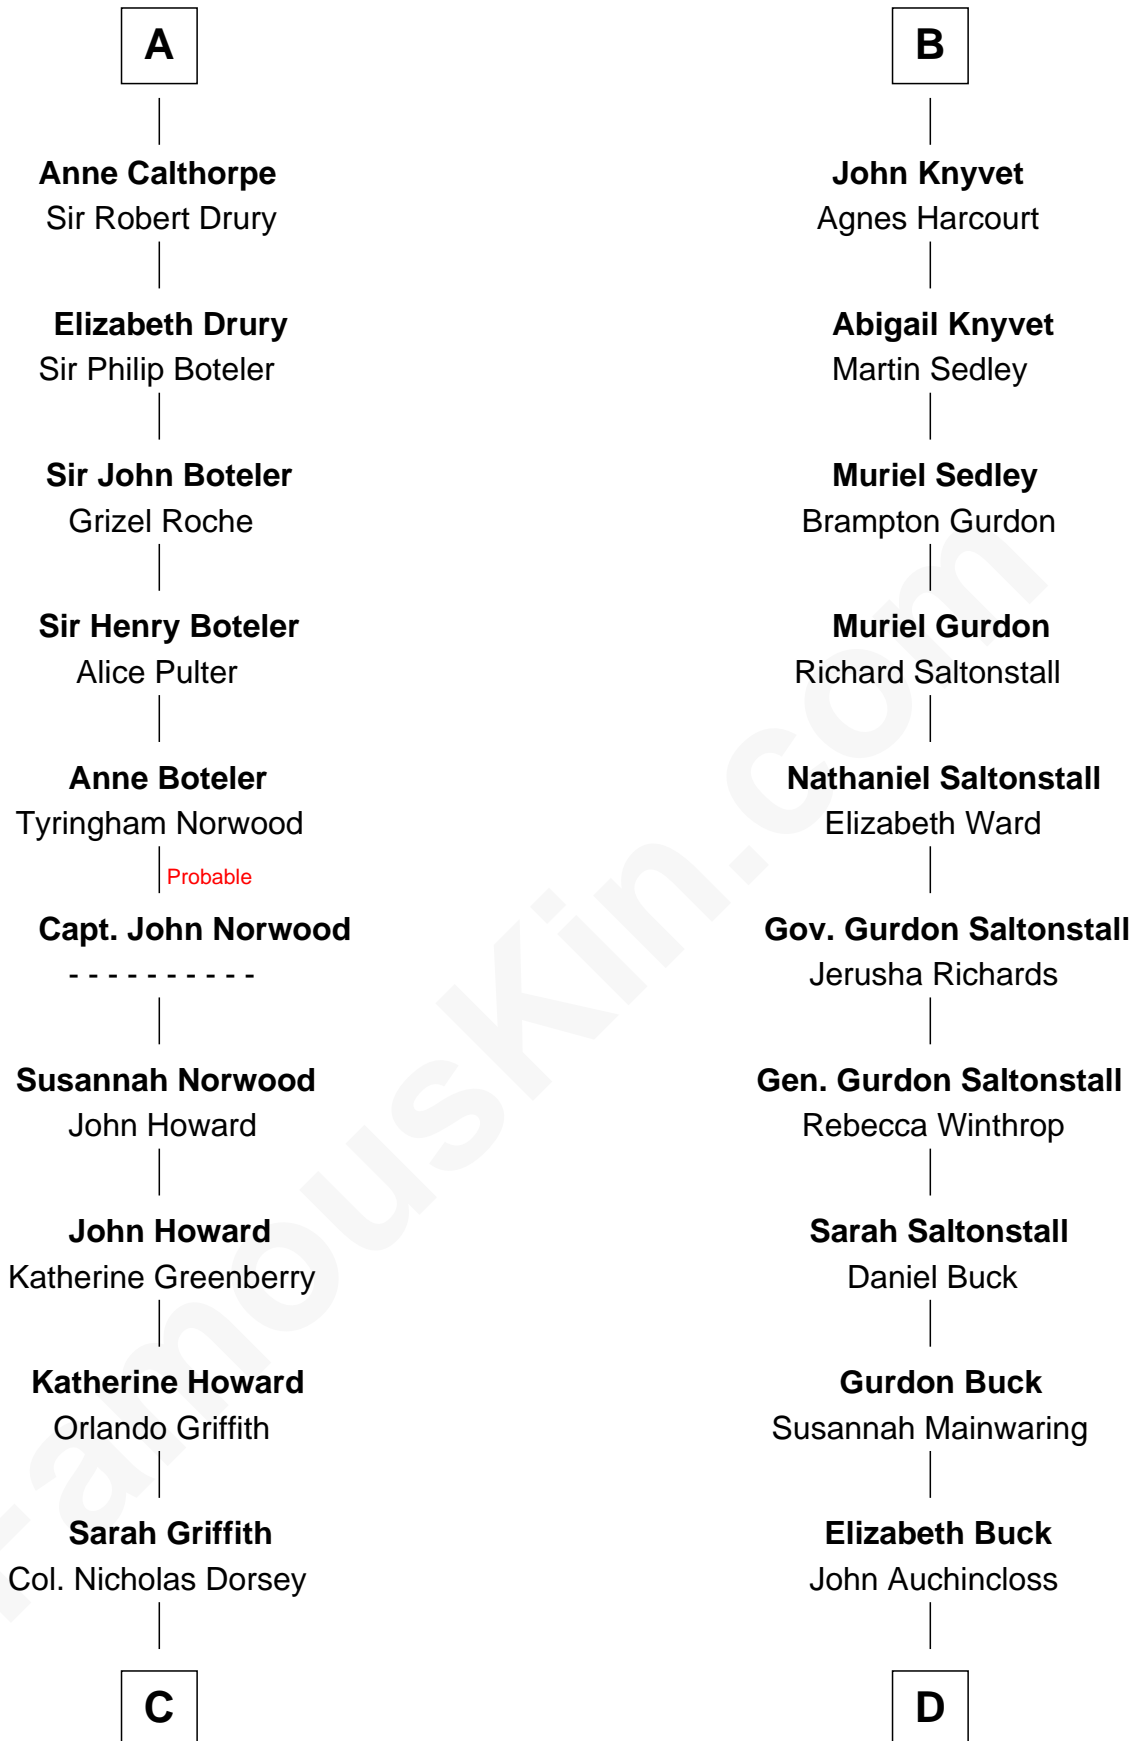 A
Anne Calthorpe
Sir Robert Drury
Elizabeth Drury
Sir Philip Boteler
Sir John Boteler
Grizel Roche
Sir Henry Boteler
Alice Pulter
Anne Boteler
Tyringham Norwood
Probable
Capt. John Norwood
- - - - - - - - - -
Susannah Norwood
John Howard
John Howard
Katherine Greenberry
Katherine Howard
Orlando Griffith
Sarah Griffith
Col. Nicholas Dorsey
C
B
John Knyvet
Agnes Harcourt
Abigail Knyvet
Martin Sedley
Muriel Sedley
Brampton Gurdon
Muriel Gurdon
Richard Saltonstall
Nathaniel Saltonstall
Elizabeth Ward
Gov. Gurdon Saltonstall
Jerusha Richards
Gen. Gurdon Saltonstall
Rebecca Winthrop
Sarah Saltonstall
Daniel Buck
Gurdon Buck
Susannah Mainwaring
Elizabeth Buck
John Auchincloss
D
FamousKin.com